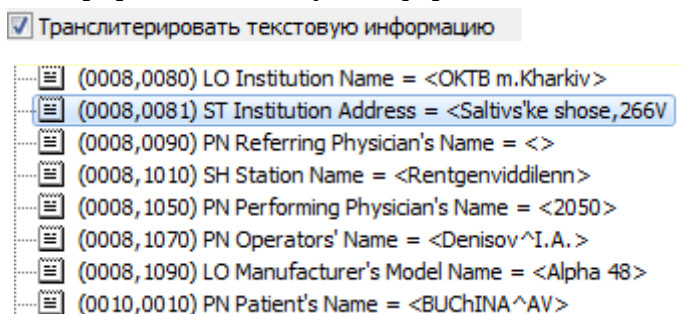 Транслитерировать текстовую информацию
(0008,0080) LO Institution Name = <OKTB m.Kharkiv>
(0008,0081) ST Institution Address = <Saltivs'ke shose,266V
(0008,0090) PN Referring Physician's Name = <>
(0008,1010) SH Station Name = <Rentgenviddilenn>
(0008,1050) PN Performing Physician's Name = <2050>
(0008,1070) PN Operators' Name = <Denisov^I.A.>
(0008,1090) LO Manufacturer's Model Name = <Alpha 48>
(0010,0010) PN Patient's Name = <BUChINA^AV>